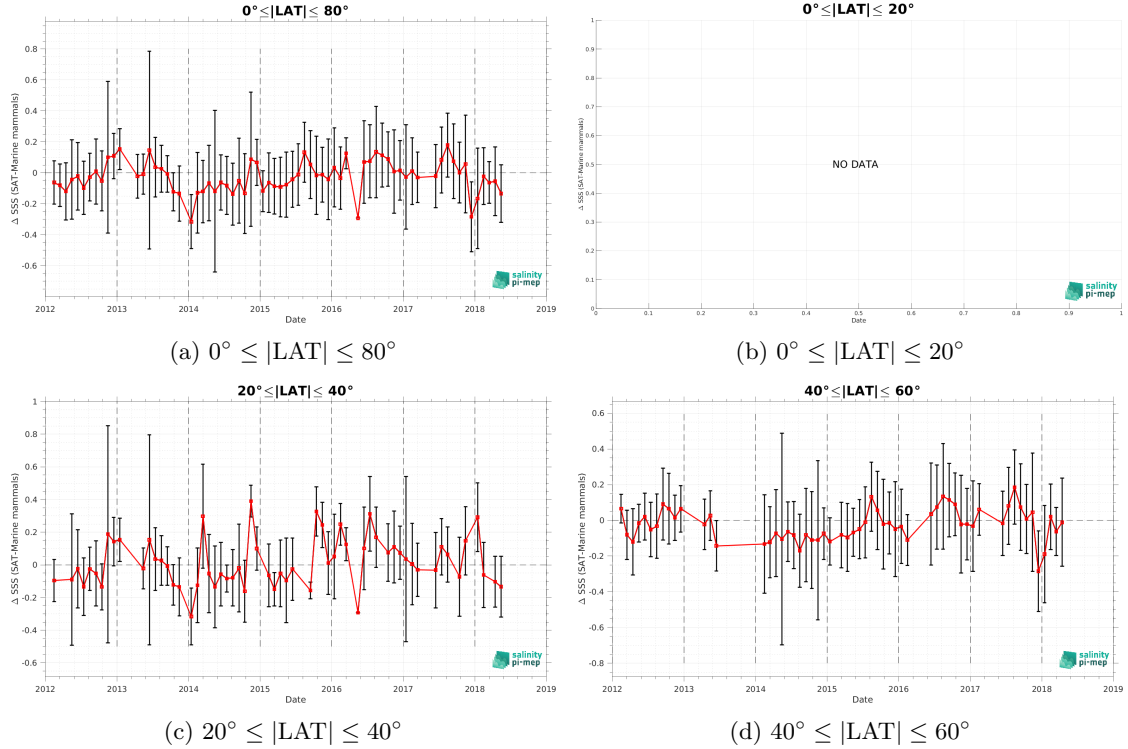 0°≤|LAT|≤ 80°
Δ SSS (SAT-Marine mammals)
0.8
0.6
0.4
0.2
0
-0.2
-0.4
-0.6
2012 2013 2014 2015 2016 2017 2018 2019
Date
salinity
pi-mep
(a) 0° ≤ |LAT| ≤ 80°
0°≤|LAT|≤ 20°
Δ SSS (SAT-Marine mammals)
1
0.9
0.8
0.7
0.6
0.5
0.4
0.3
0.2
0.1
0
NO DATA
0 0.1 0.2 0.3 0.4 0.5 0.6 0.7 0.8 0.9 1
Date
salinity
pi-mep
(b) 0° ≤ |LAT| ≤ 20°
20°≤|LAT|≤ 40°
Δ SSS (SAT-Marine mammals)
1
0.8
0.6
0.4
0.2
0
-0.2
-0.4
-0.6
2012 2013 2014 2015 2016 2017 2018 2019
Date
salinity
pi-mep
(c) 20° ≤ |LAT| ≤ 40°
40°≤|LAT|≤ 60°
Δ SSS (SAT-Marine mammals)
0.6
0.4
0.2
0
-0.2
-0.4
-0.6
-0.8
2012 2013 2014 2015 2016 2017 2018 2019
Date
salinity
pi-mep
(d) 40° ≤ |LAT| ≤ 60°